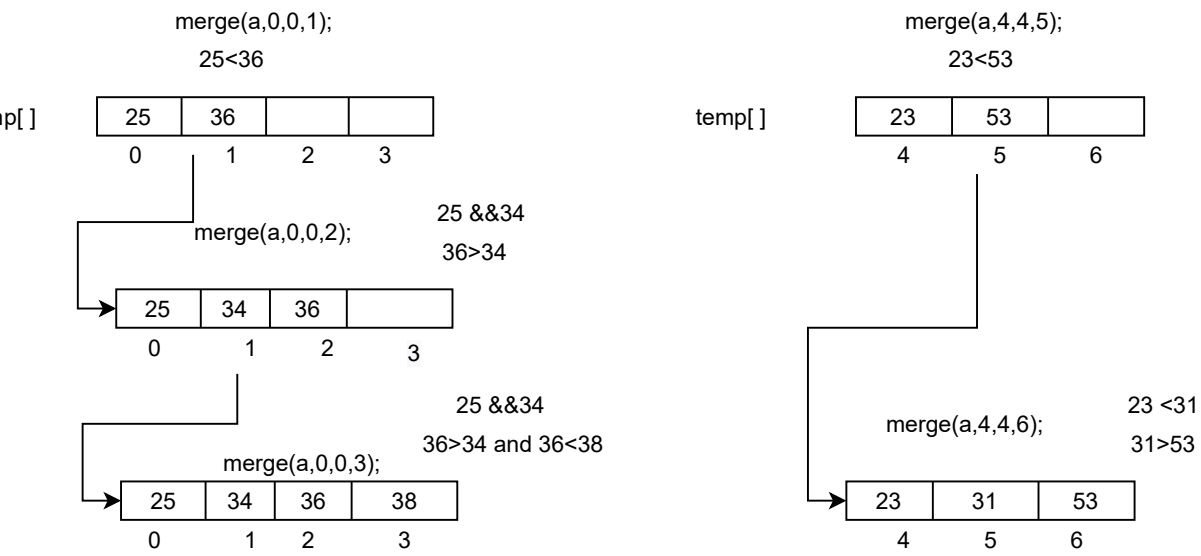 merge(a,0,0,1);
25<36
np[ ]
25 36
0 1 2 3
merge(a,0,0,2);
25 &&34
36>34
25 34 36
0 1 2 3
25 &&34
36>34 and 36<38
merge(a,0,0,3);
25 34 36 38
0 1 2 3
merge(a,4,4,5);
23<53
temp[ ]
23 53
4 5 6
merge(a,4,4,6);
23 <31
31>53
23 31 53
4 5 6